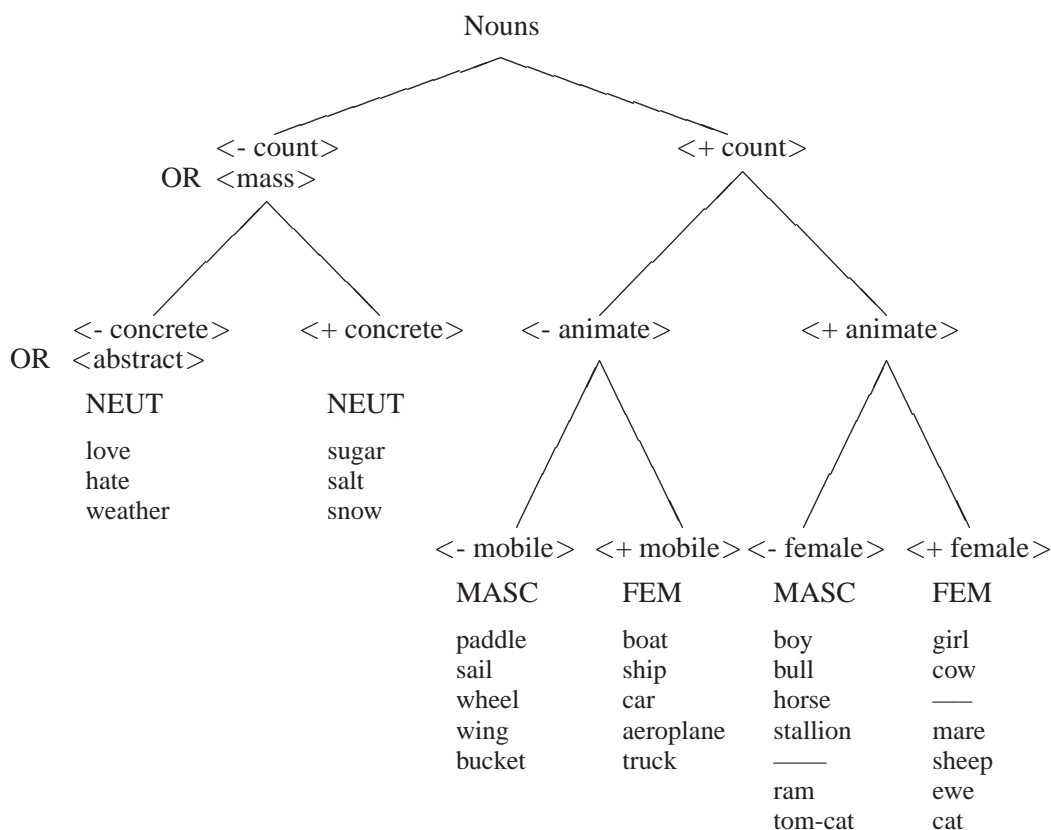 Nouns
<- count> <+ count>
OR <mass>
<- concrete> <+ concrete> <- animate> <+ animate>
OR <abstract>
NEUT NEUT
love sugar
hate salt
weather snow
<- mobile> <+ mobile> <- female> <+ female>
MASC FEM MASC FEM
paddle boat boy girl
sail ship bull cow
wheel car horse —–
wing aeroplane stallion mare
bucket truck —— sheep
ram ewe
tom-cat cat